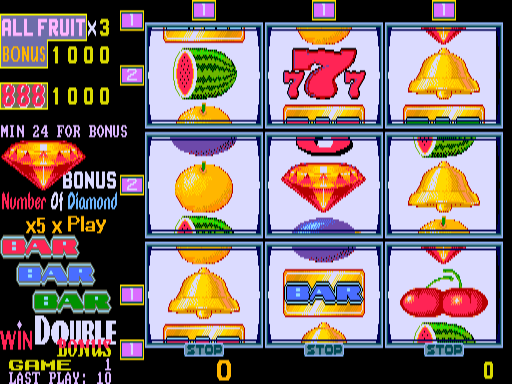 1 1 1
ALL FRUIT×3 1
BONUS 1000
2
888 1000
777
MIN 24 FOR BONUS
BONUS
2
Number Of Diamond
x5 x Play
BAR
BAR
BAR
BAR
1
WIN DOUBLE
BONUS
1
STOP STOP STOP
GAME 1
LAST PLAY: 10
0 0